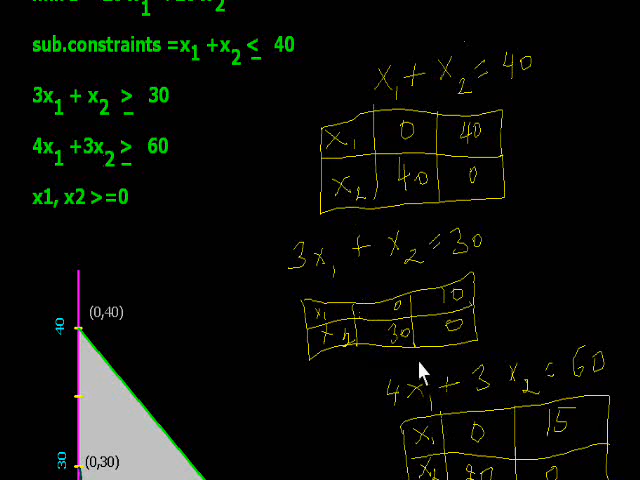 sub.constraints =x1 +x2 ≤ 40
3x1 + x2 ≥ 30
4x1 +3x2 ≥ 60
x1, x2 >=0
x1 + x2 = 40
x1 0 40
x2 40 0
3x1 + x2 = 30
x1 0 10
x2 30 0
4x1 + 3 x2 = 60
x1 0 15
x2 20 0
40
(0,40)
30
(0,30)